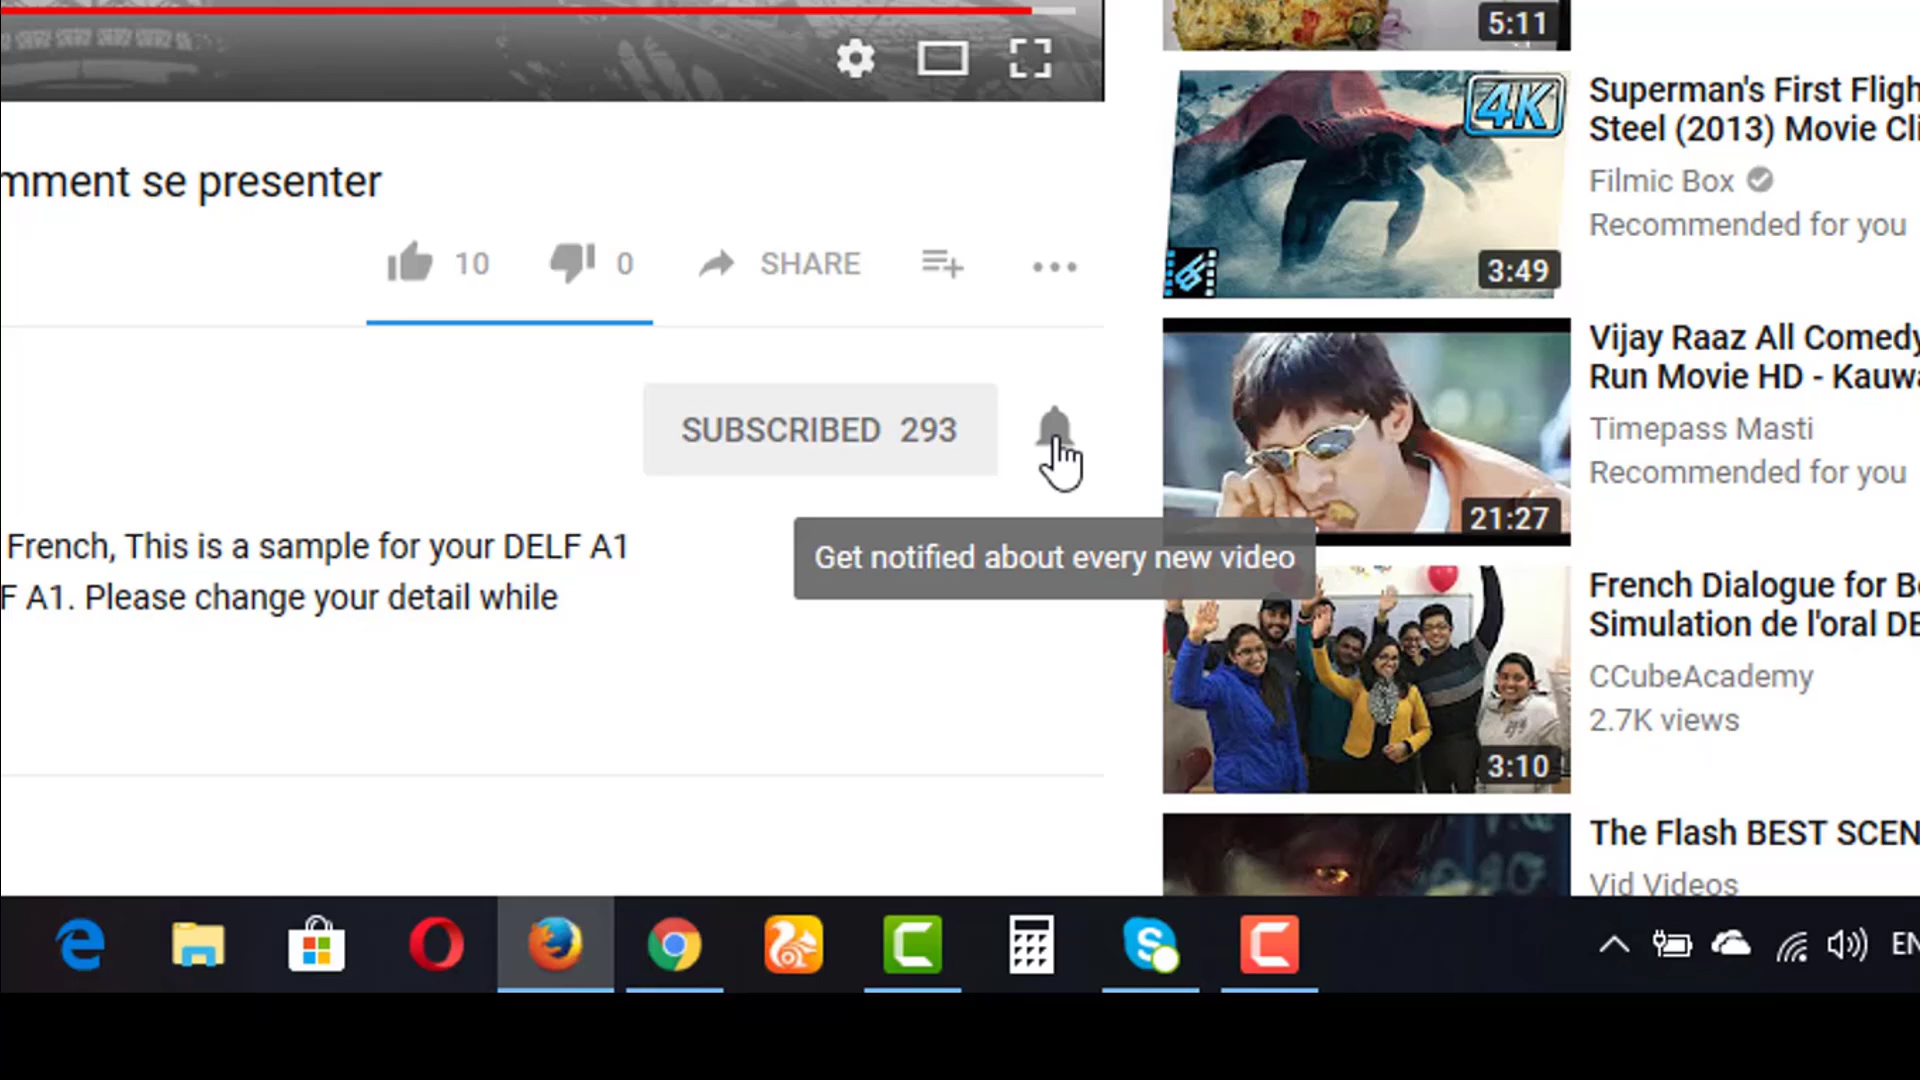 5:11
4K
Superman's First Fligh
Steel (2013) Movie Cli
Filmic Box
Recommended for you
3:49
mment se presenter
10
0
SHARE
Vijay Raaz All Comedy
Run Movie HD - Kauwa
Timepass Masti
Recommended for you
21:27
SUBSCRIBED 293
Get notified about every new video
French, This is a sample for your DELF A1
F A1. Please change your detail while
French Dialogue for Be
Simulation de l'oral DE
CCubeAcademy
2.7K views
3:10
The Flash BEST SCEN
Vid Videos
EN